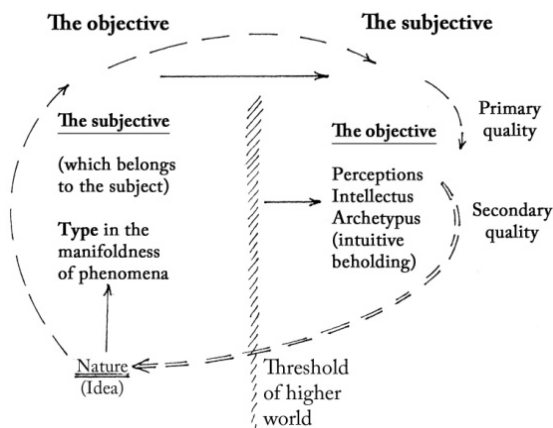 The objective
The subjective
The subjective
(which belongs
to the subject)
Type in the
manifoldness
of phenomena
Nature
(Idea)
The objective
Perceptions
Intellectus
Archetypus
(intuitive
beholding)
Primary
quality
Secondary
quality
Threshold
of higher
world